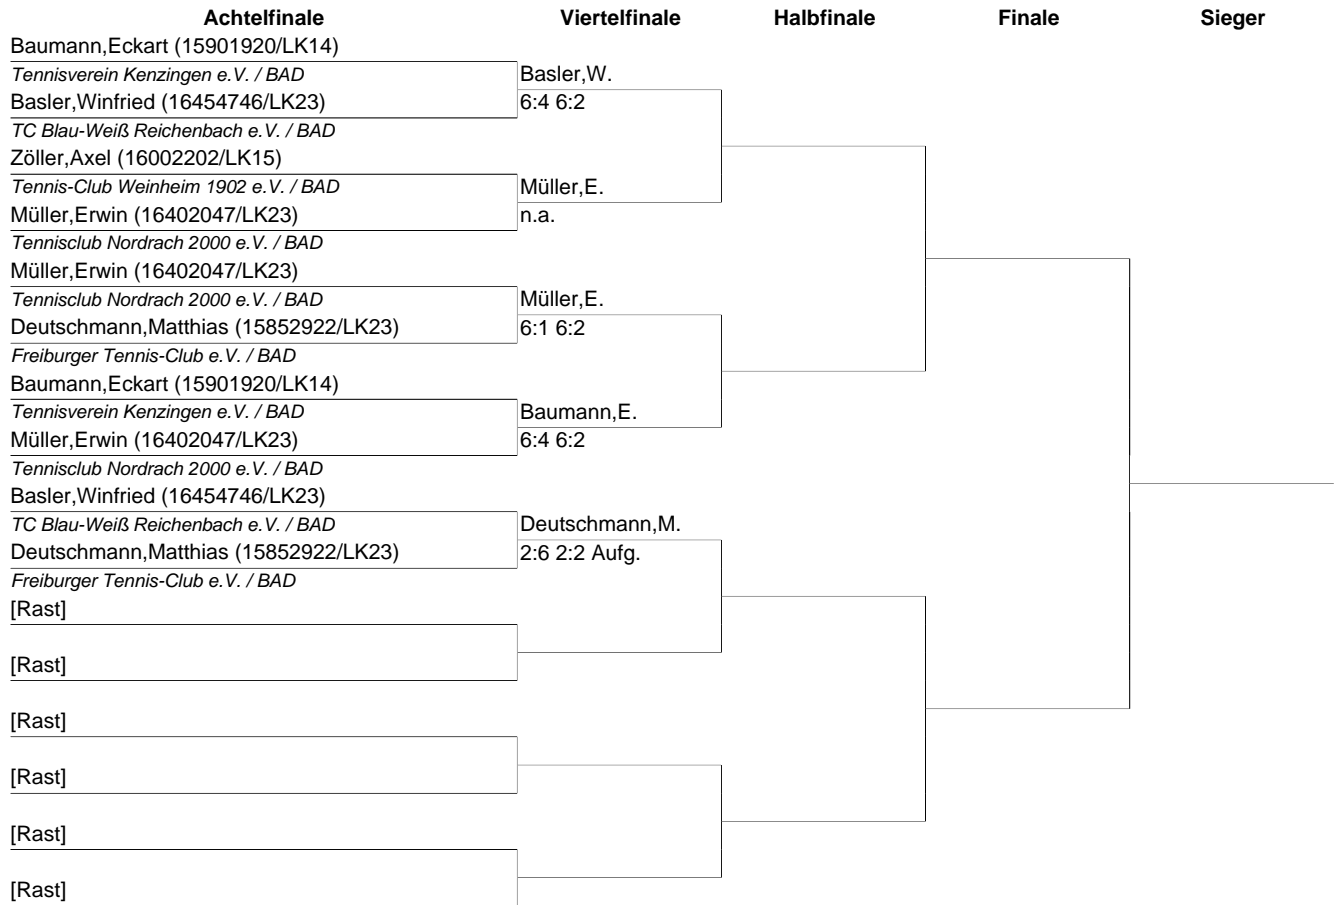 Achtelfinale Viertelfinale Halbfinale Finale Sieger
Baumann,Eckart (15901920/LK14)
Tennisverein Kenzingen e.V. / BAD Basler,W.
Basler,Winfried (16454746/LK23) 6:4 6:2
TC Blau-Weiß Reichenbach e.V. / BAD
Zöller,Axel (16002202/LK15)
Tennis-Club Weinheim 1902 e.V. / BAD Müller,E.
Müller,Erwin (16402047/LK23) n.a.
Tennisclub Nordrach 2000 e.V. / BAD
Müller,Erwin (16402047/LK23)
Tennisclub Nordrach 2000 e.V. / BAD Müller,E.
Deutschmann,Matthias (15852922/LK23) 6:1 6:2
Freiburger Tennis-Club e.V. / BAD
Baumann,Eckart (15901920/LK14)
Tennisverein Kenzingen e.V. / BAD Baumann,E.
Müller,Erwin (16402047/LK23) 6:4 6:2
Tennisclub Nordrach 2000 e.V. / BAD
Basler,Winfried (16454746/LK23)
TC Blau-Weiß Reichenbach e.V. / BAD Deutschmann,M.
Deutschmann,Matthias (15852922/LK23) 2:6 2:2 Aufg.
Freiburger Tennis-Club e.V. / BAD
[Rast]
[Rast]
[Rast]
[Rast]
[Rast]
[Rast]